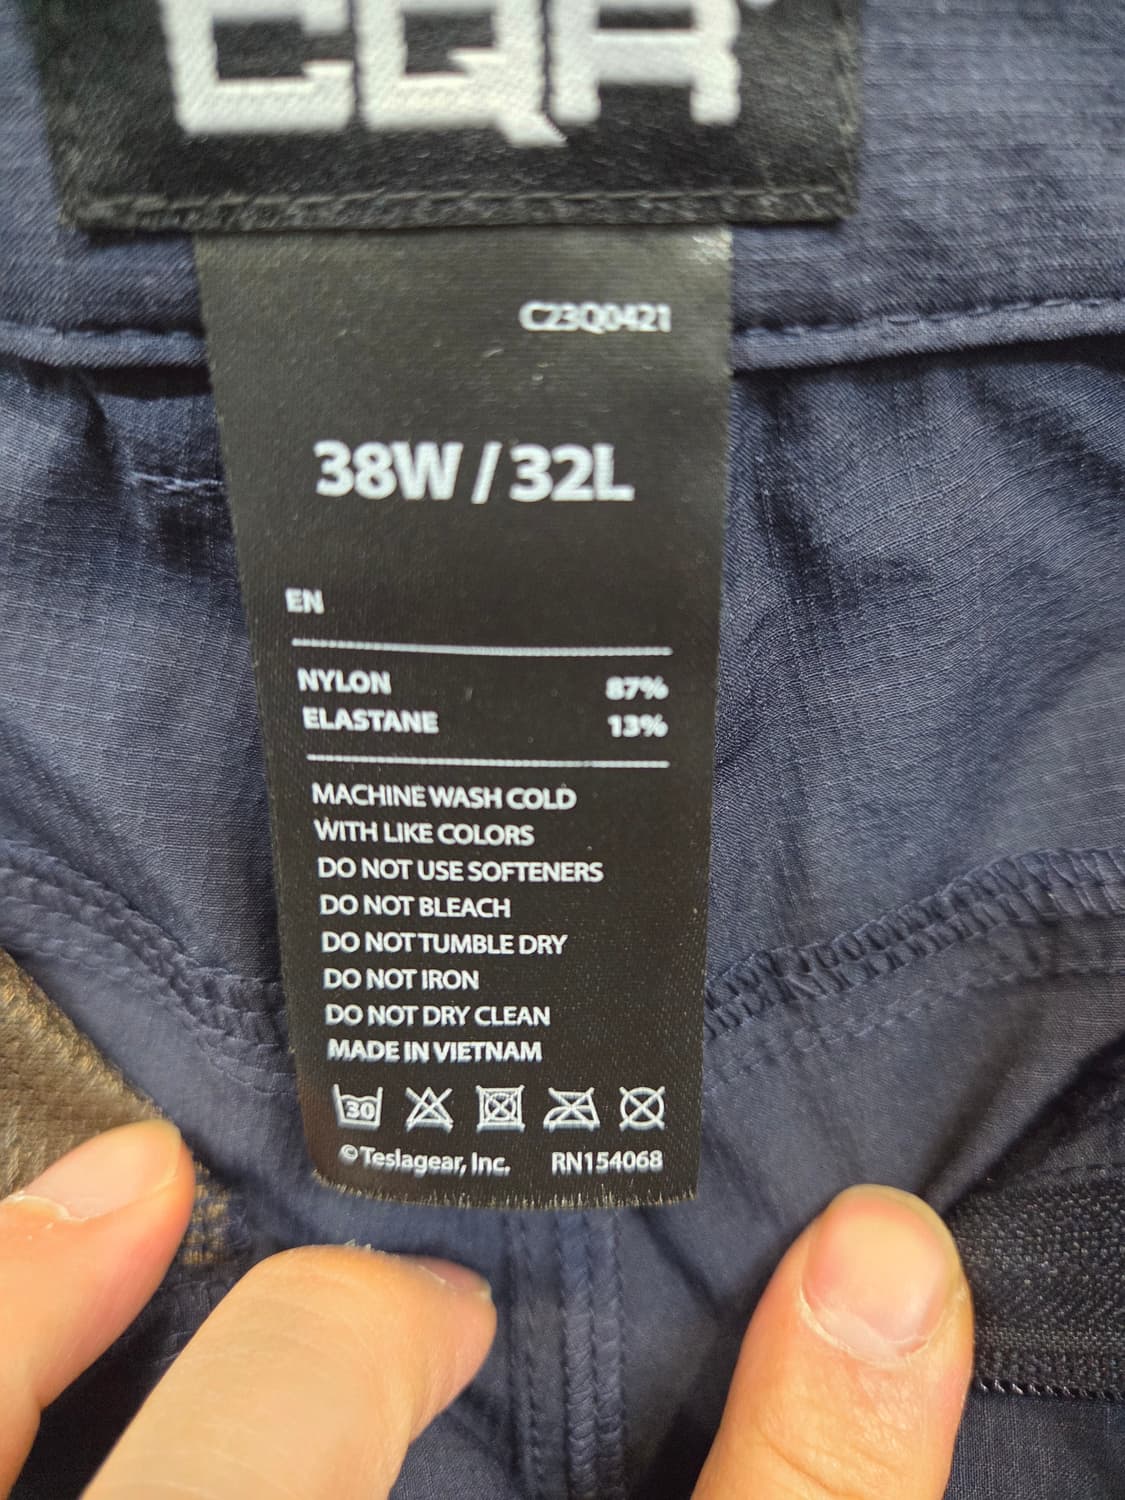 CQR
C23Q0421
38W / 32L
EN
NYLON 87%
ELASTANE 13%
MACHINE WASH COLD
WITH LIKE COLORS
DO NOT USE SOFTENERS
DO NOT BLEACH
DO NOT TUMBLE DRY
DO NOT IRON
DO NOT DRY CLEAN
MADE IN VIETNAM
30
©Teslagear, Inc. RN154068